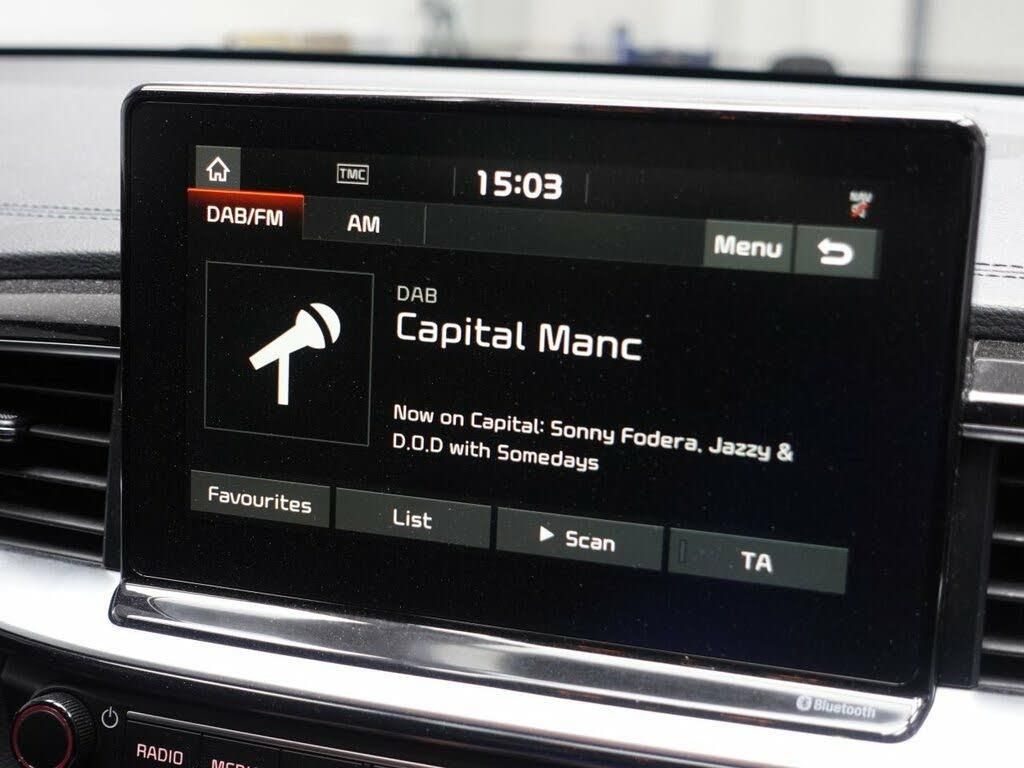 TMC
15:03
NAV
DAB/FM
AM
Menu
DAB
Capital Manc
Now on Capital: Sonny Fodera, Jazzy &
D.O.D with Somedays
Favourites
List
Scan
TA
Bluetooth
RADIO